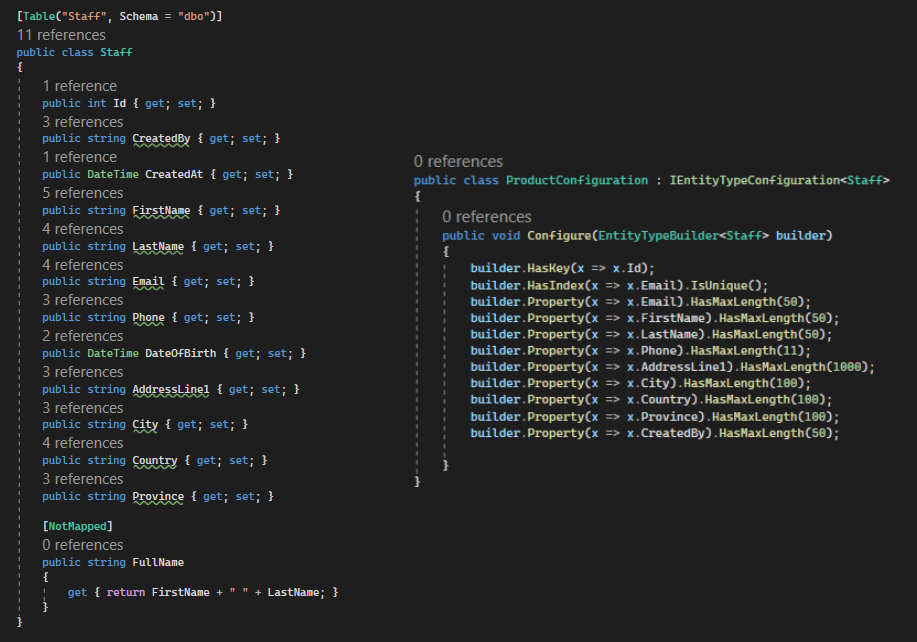 [Table("Staff", Schema = "dbo")]
11 references
public class Staff
{
1 reference
public int Id { get; set; }
3 references
public string CreatedBy { get; set; }
1 reference
public DateTime CreatedAt { get; set; }
5 references
public string FirstName { get; set; }
4 references
public string LastName { get; set; }
4 references
public string Email { get; set; }
3 references
public string Phone { get; set; }
2 references
public DateTime DateOfBirth { get; set; }
3 references
public string AddressLine1 { get; set; }
3 references
public string City { get; set; }
4 references
public string Country { get; set; }
3 references
public string Province { get; set; }
[NotMapped]
0 references
public string FullName
{
get { return FirstName + " " + LastName; }
}
}
0 references
public class ProductConfiguration : IEntityTypeConfiguration<Staff>
{
0 references
public void Configure(EntityTypeBuilder<Staff> builder)
{
builder.HasKey(x => x.Id);
builder.HasIndex(x => x.Email).IsUnique();
builder.Property(x => x.Email).HasMaxLength(50);
builder.Property(x => x.FirstName).HasMaxLength(50);
builder.Property(x => x.LastName).HasMaxLength(50);
builder.Property(x => x.Phone).HasMaxLength(11);
builder.Property(x => x.AddressLine1).HasMaxLength(1000);
builder.Property(x => x.City).HasMaxLength(100);
builder.Property(x => x.Country).HasMaxLength(100);
builder.Property(x => x.Province).HasMaxLength(100);
builder.Property(x => x.CreatedBy).HasMaxLength(50);
}
}